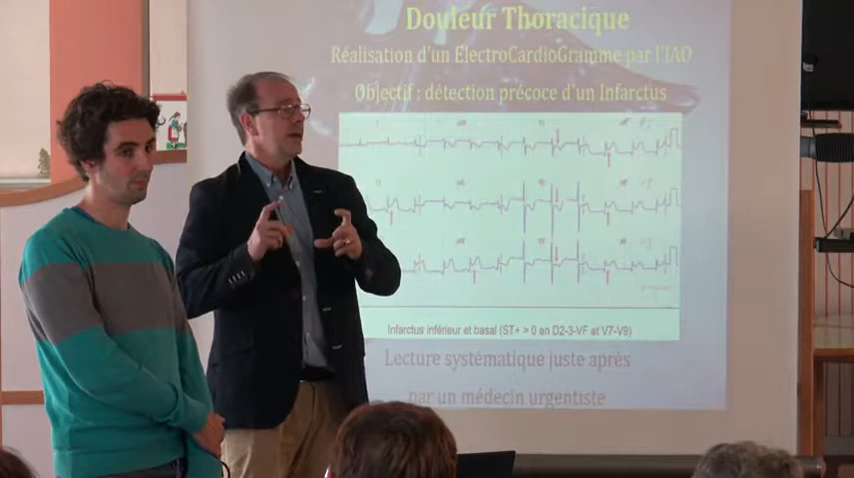 Douleur Thoracique
Réalisation d'un ElectroCardioGramme par l'IAO
Objectif : détection précoce d'un Infarctus
Infarctus inférieur et basal (ST+ > 0 en D2-3-VF et V7-V9)
Lecture systématique juste après
par un médecin urgentiste